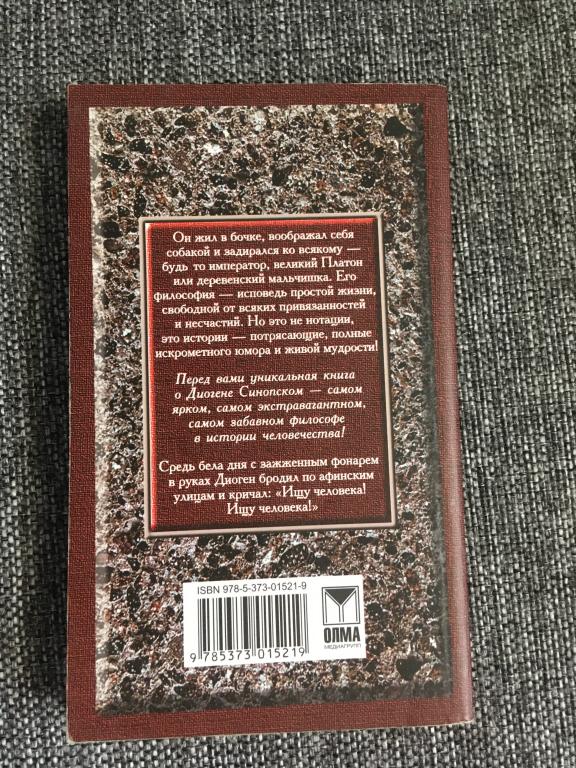 Он жил в бочке, воображал себя
собакой и задирался ко всякому —
будь то император, великий Платон
или деревенский мальчишка. Его
философия — исповедь простой жизни,
свободной от всяких привязанностей
и несчастий. Но это не нотации,
это истории — потрясающие, полные
искрометного юмора и живой мудрости!
Перед вами уникальная книга
о Диогене Синопском — самом
ярком, самом экстравагантном,
самом забавном философе
в истории человечества!
Средь бела дня с зажженным фонарем
в руках Диоген бродил по афинским
улицам и кричал: «Ищу человека!
Ищу человека!»
ISBN 978-5-373-01521-9
9 785373 015219
ОЛМА
МЕДИАГРУПП